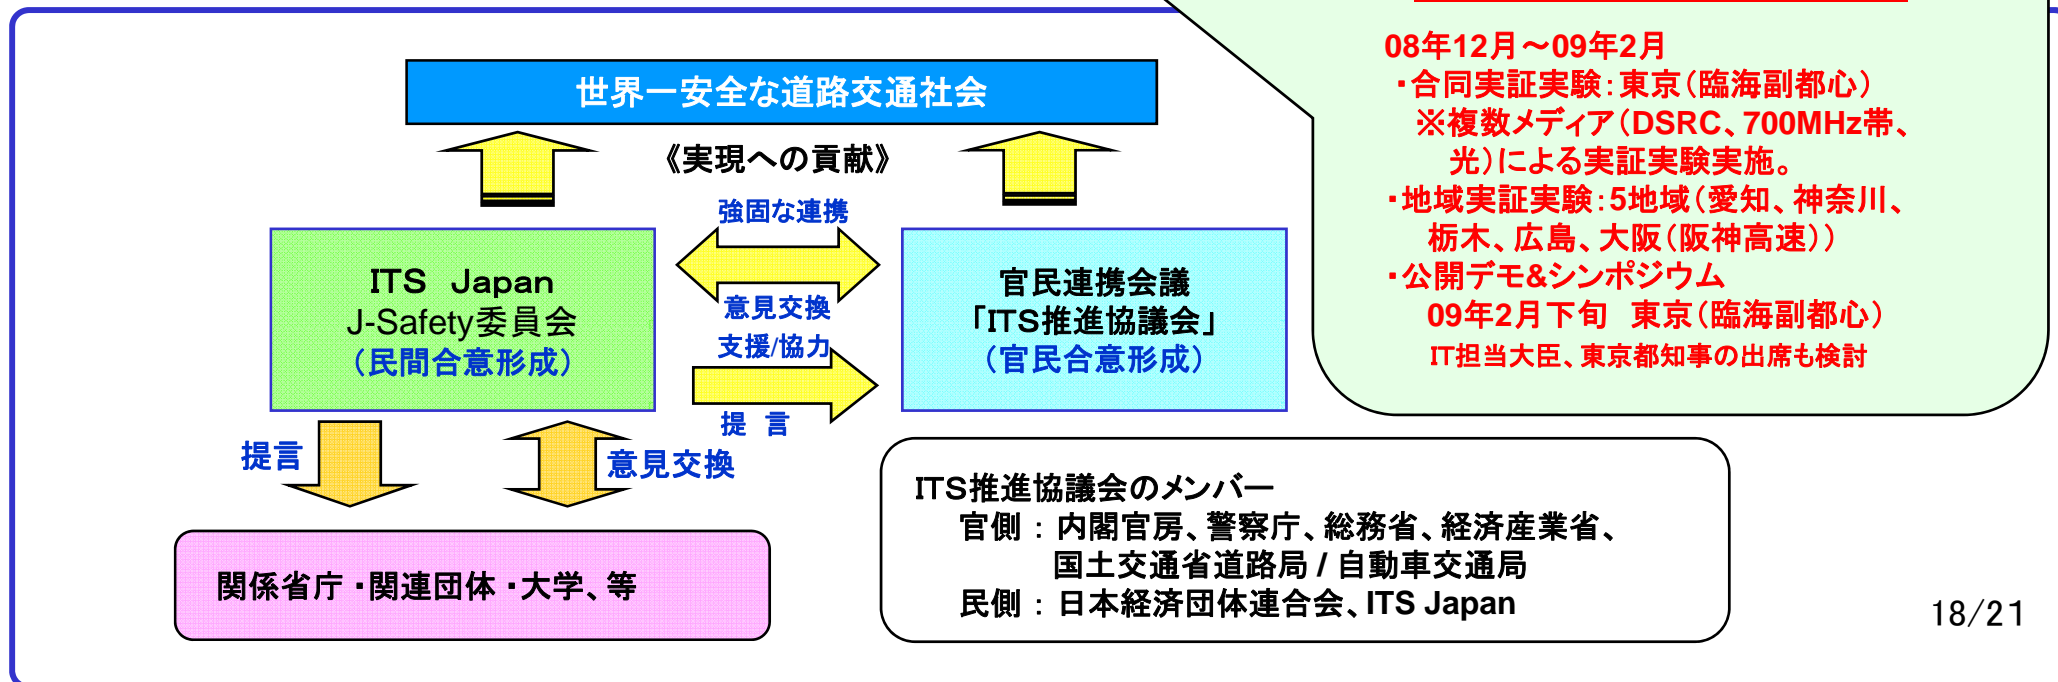 08年12月～09年2月
・合同実証実験：東京（臨海副都心）
※複数メディア（DSRC、700MHz帯、
光）による実証実験実施。
・地域実証実験：5地域（愛知、神奈川、
栃木、広島、大阪（阪神高速））
・公開デモ&シンポジウム
09年2月下旬　東京（臨海副都心）
IT担当大臣、東京都知事の出席も検討
世界一安全な道路交通社会
《実現への貢献》
強固な連携
ITS　Japan
J-Safety委員会
（民間合意形成）
意見交換
支援/協力
提　言
官民連携会議
「ITS推進協議会」
（官民合意形成）
提言
意見交換
関係省庁・関連団体・大学、等
ITS推進協議会のメンバー
官側：内閣官房、警察庁、総務省、経済産業省、
国土交通省道路局 / 自動車交通局
民側：日本経済団体連合会、ITS Japan
18/21